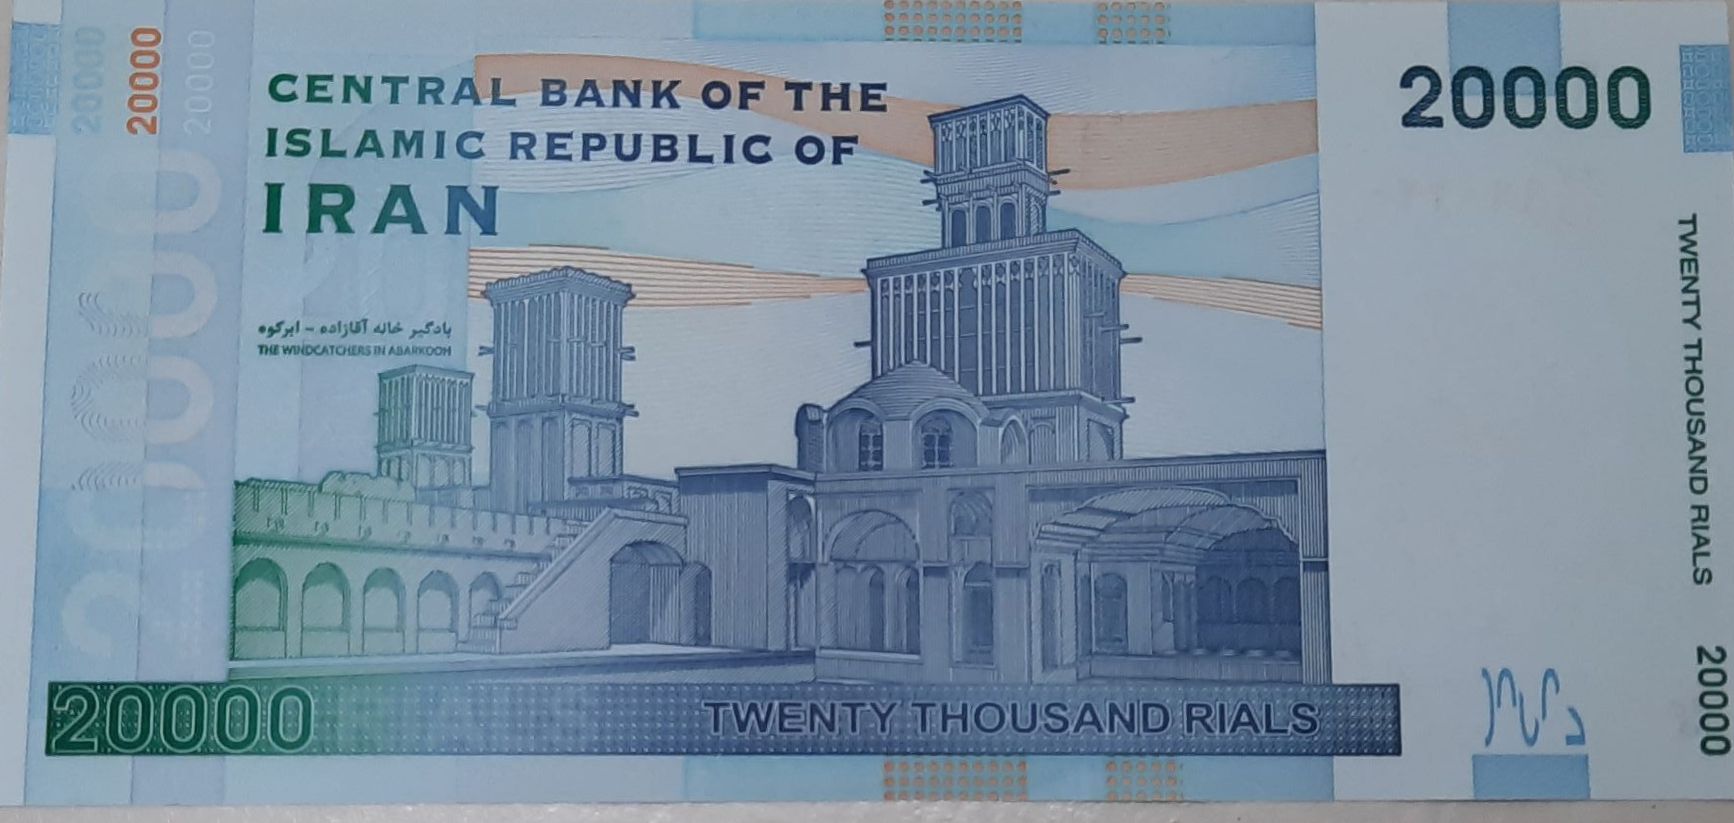 20000
20000
20000
CENTRAL BANK OF THE
ISLAMIC REPUBLIC OF
IRAN
20000
بادگیر خانه آقازاده - ابرکوه
THE WINDCATCHERS IN ABARKOOH
20000
20000
TWENTY THOUSAND RIALS
TWENTY THOUSAND RIALS 20000